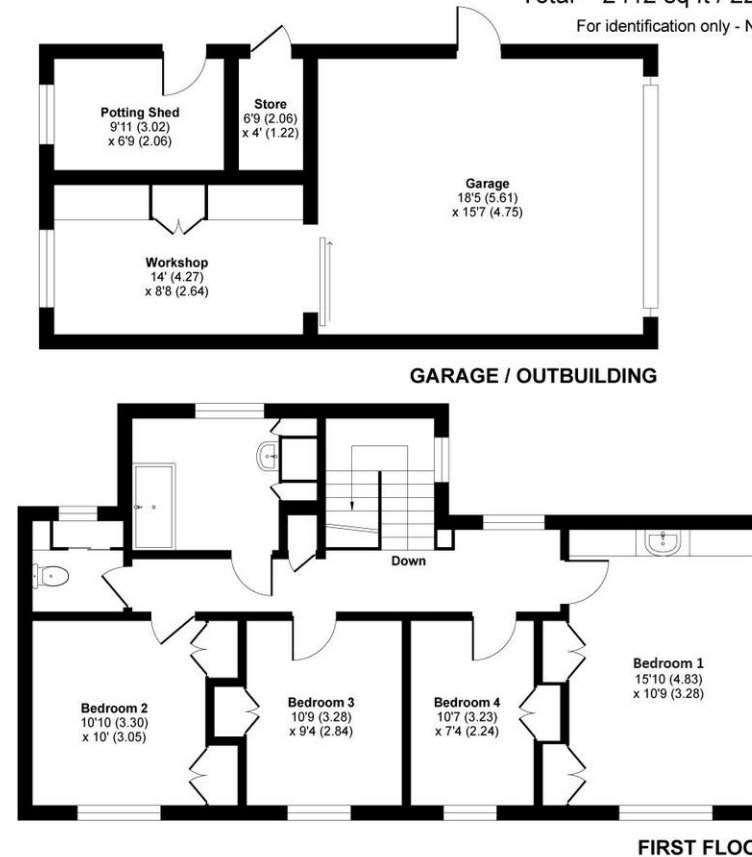 For identification only - N
Potting Shed
9'11 (3.02)
x 6'9 (2.06)
Store
6'9 (2.06)
x 4' (1.22)
Garage
18'5 (5.61)
x 15'7 (4.75)
Workshop
14' (4.27)
x 8'8 (2.64)
GARAGE / OUTBUILDING
Down
Bedroom 1
15'10 (4.83)
x 10'9 (3.28)
Bedroom 2
10'10 (3.30)
x 10' (3.05)
Bedroom 3
10'9 (3.28)
x 9'4 (2.84)
Bedroom 4
10'7 (3.23)
x 7'4 (2.24)
FIRST FLOO